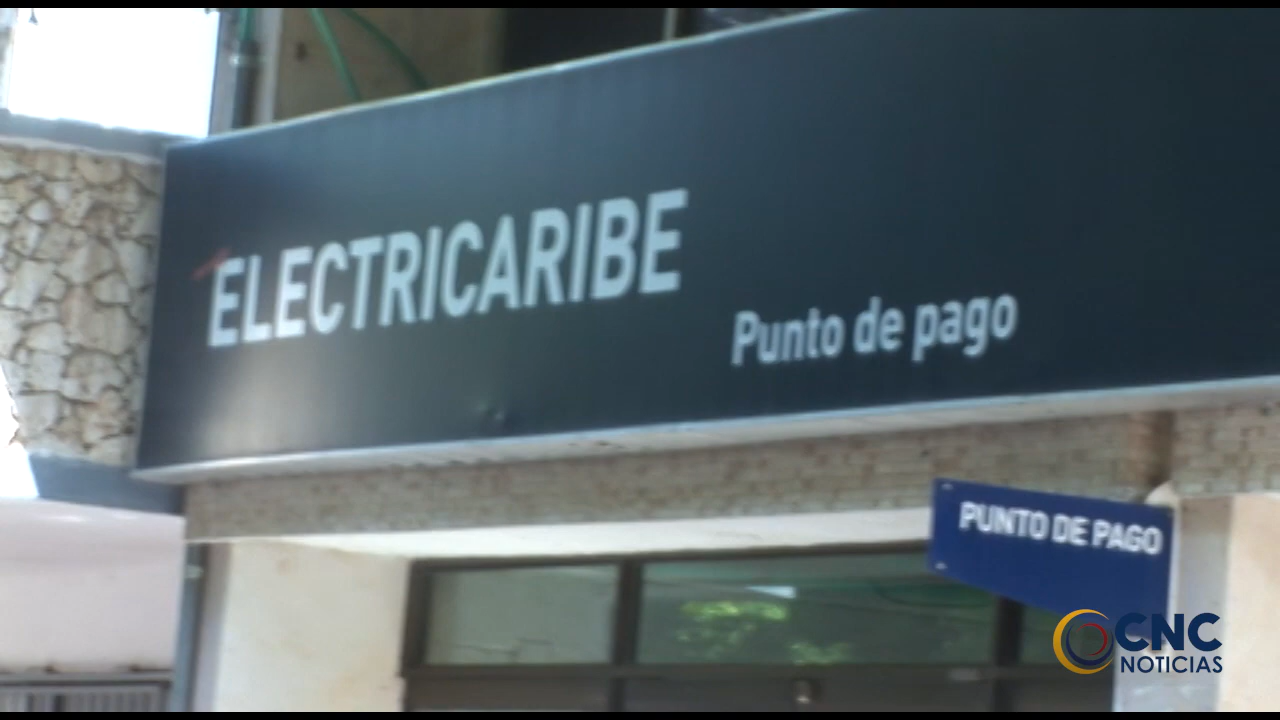 ELECTRICARIBE
Punto de pago
PUNTO DE PAGO
CNC
NOTICIAS